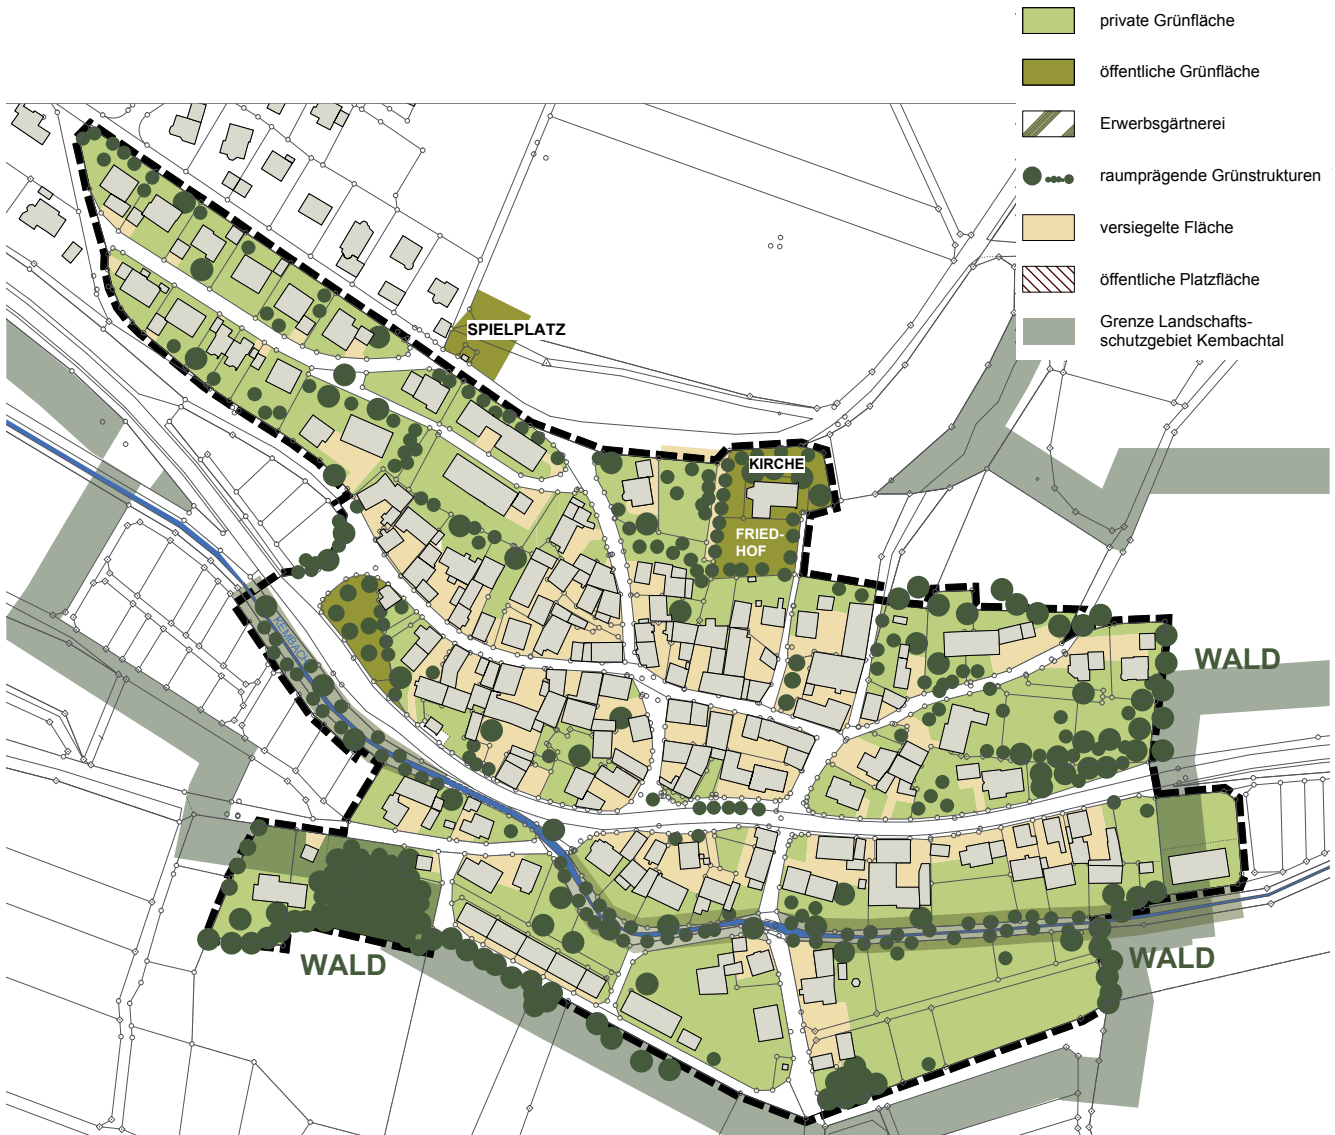 private Grünfläche
öffentliche Grünfläche
Erwerbsgärtnerei
raumprägende Grünstrukturen
versiegelte Fläche
öffentliche Platzfläche
Grenze Landschafts-
schutzgebiet Kembachtal
SPIELPLATZ
KIRCHE
FRIED-
HOF
KEMBACH
WALD
WALD
WALD